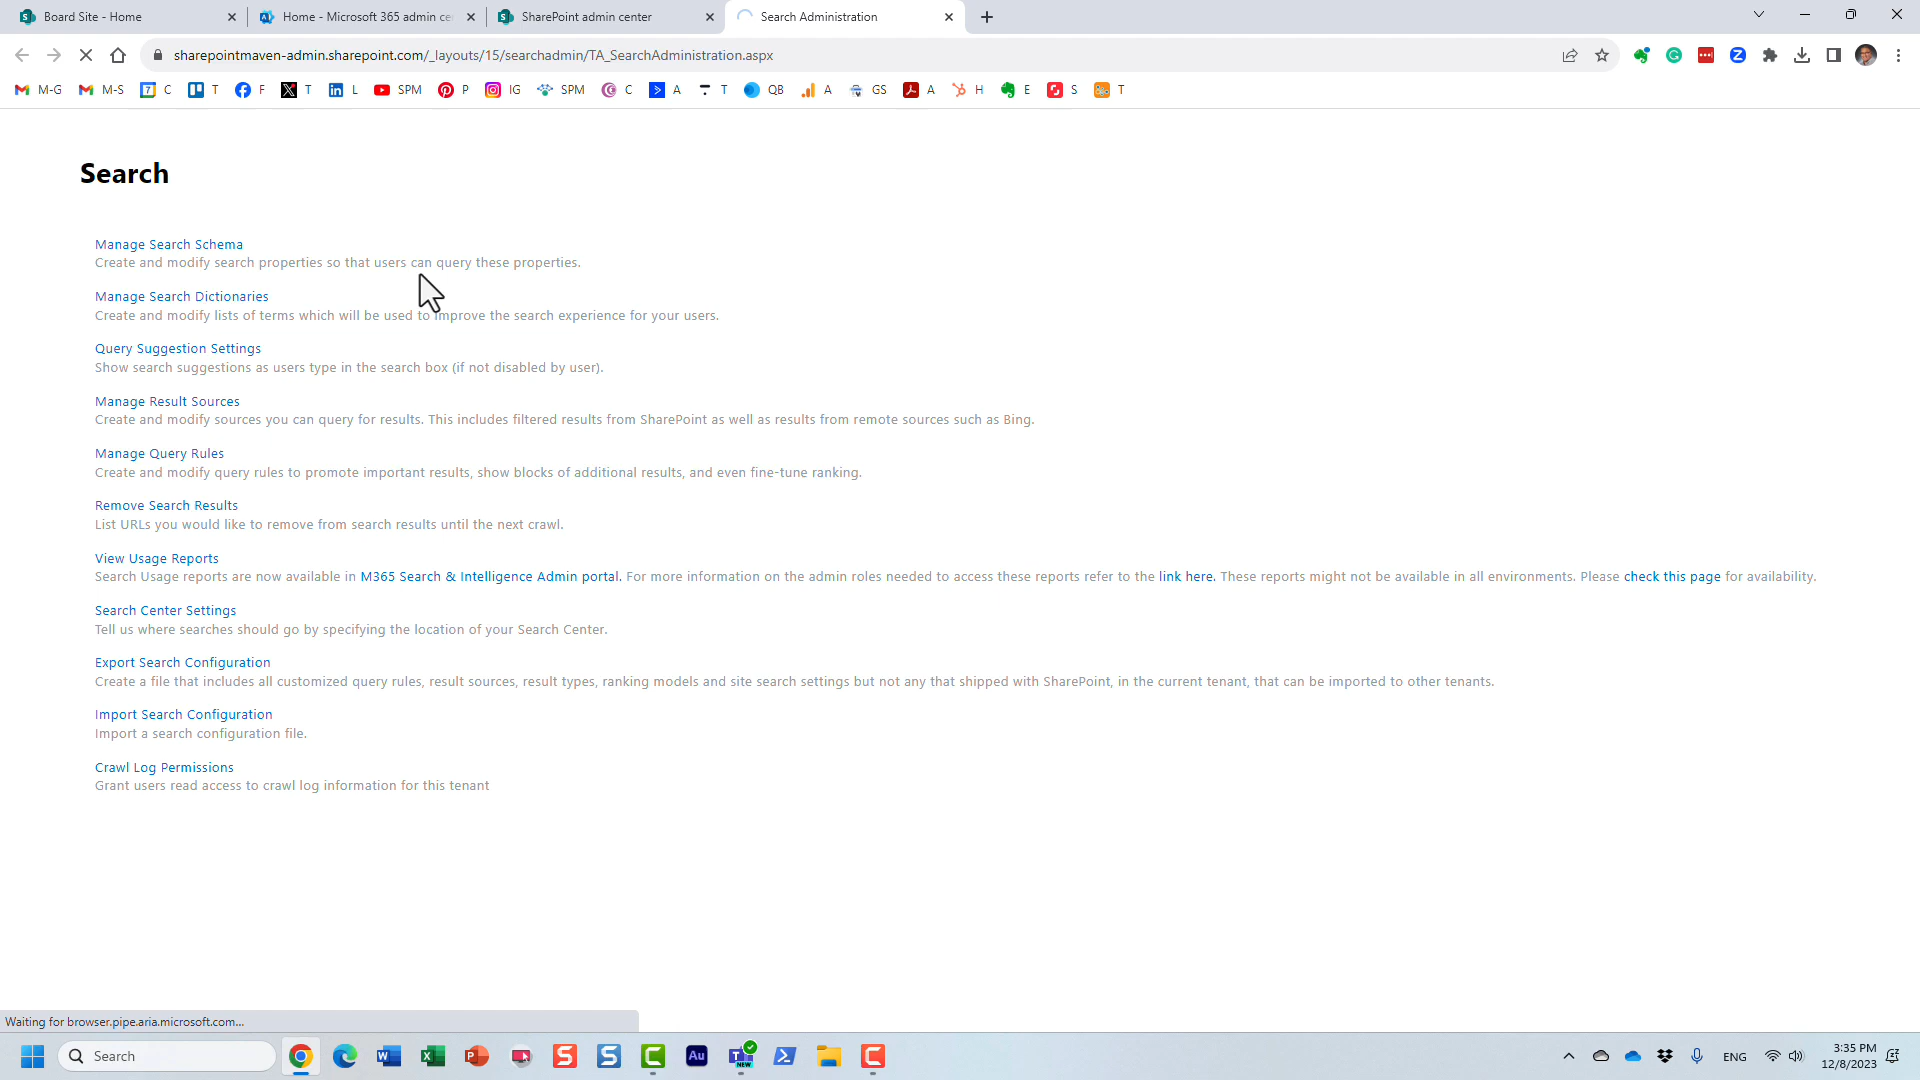 Board Site - Home
Home - Microsoft 365 admin ce
SharePoint admin center
Search Administration
sharepointmaven-admin.sharepoint.com/_layouts/15/searchadmin/TA_SearchAdministration.aspx
M-G M-S C T F T L SPM P IG SPM C A T QB A GS A H E S T
Search
Manage Search Schema
Create and modify search properties so that users can query these properties.
Manage Search Dictionaries
Create and modify lists of terms which will be used to improve the search experience for your users.
Query Suggestion Settings
Show search suggestions as users type in the search box (if not disabled by user).
Manage Result Sources
Create and modify sources you can query for results. This includes filtered results from SharePoint as well as results from remote sources such as Bing.
Manage Query Rules
Create and modify query rules to promote important results, show blocks of additional results, and even fine-tune ranking.
Remove Search Results
List URLs you would like to remove from search results until the next crawl.
View Usage Reports
Search Usage reports are now available in M365 Search & Intelligence Admin portal. For more information on the admin roles needed to access these reports refer to the link here. These reports might not be available in all environments. Please check this page for availability.
Search Center Settings
Tell us where searches should go by specifying the location of your Search Center.
Export Search Configuration
Create a file that includes all customized query rules, result sources, result types, ranking models and site search settings but not any that shipped with SharePoint, in the current tenant, that can be imported to other tenants.
Import Search Configuration
Import a search configuration file.
Crawl Log Permissions
Grant users read access to crawl log information for this tenant
Waiting for browser.pipe.aria.microsoft.com...
Search
ENG
3:35 PM
12/8/2023